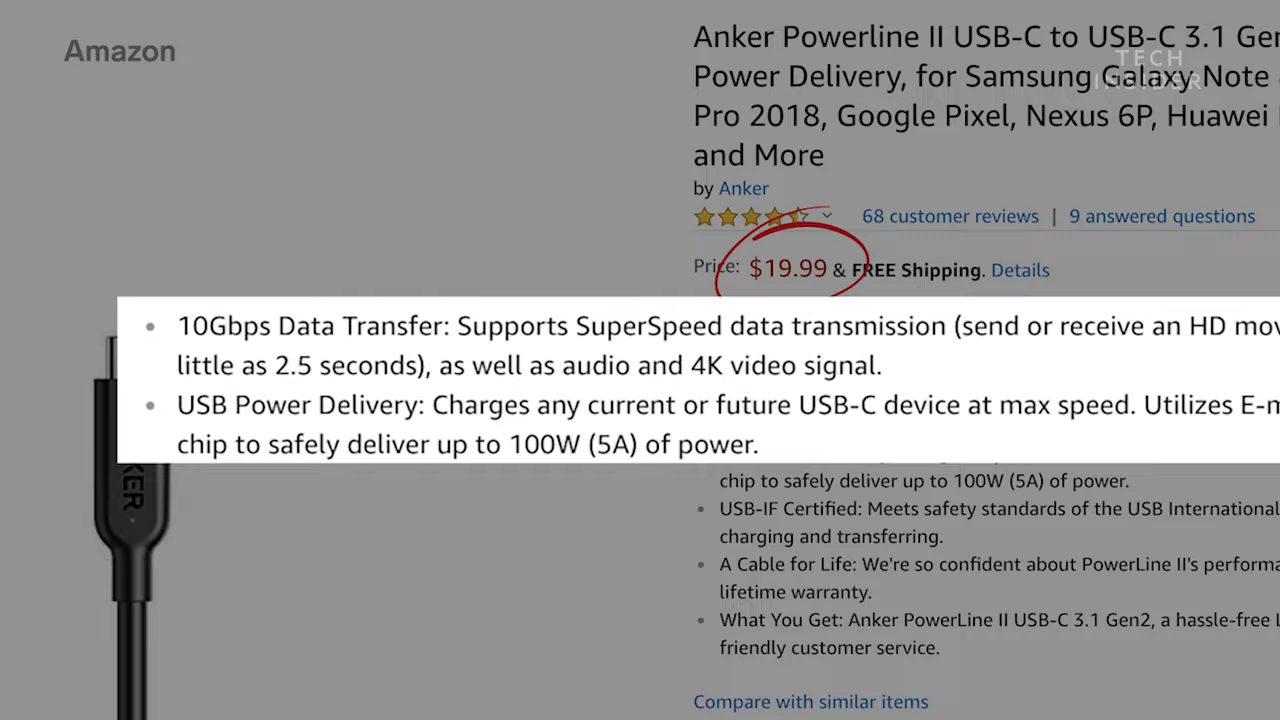 Amazon
TECH
INSIDER
Anker Powerline II USB-C to USB-C 3.1 Gen
Power Delivery, for Samsung Galaxy Note
Pro 2018, Google Pixel, Nexus 6P, Huawei
and More
by Anker
68 customer reviews | 9 answered questions
Price: $19.99 & FREE Shipping. Details
10Gbps Data Transfer: Supports SuperSpeed data transmission (send or receive an HD mov
little as 2.5 seconds), as well as audio and 4K video signal.
USB Power Delivery: Charges any current or future USB-C device at max speed. Utilizes E-m
chip to safely deliver up to 100W (5A) of power.
KER
chip to safely deliver up to 100W (5A) of power.
USB-IF Certified: Meets safety standards of the USB International
charging and transferring.
A Cable for Life: We're so confident about PowerLine II's performa
lifetime warranty.
What You Get: Anker PowerLine II USB-C 3.1 Gen2, a hassle-free
friendly customer service.
Compare with similar items